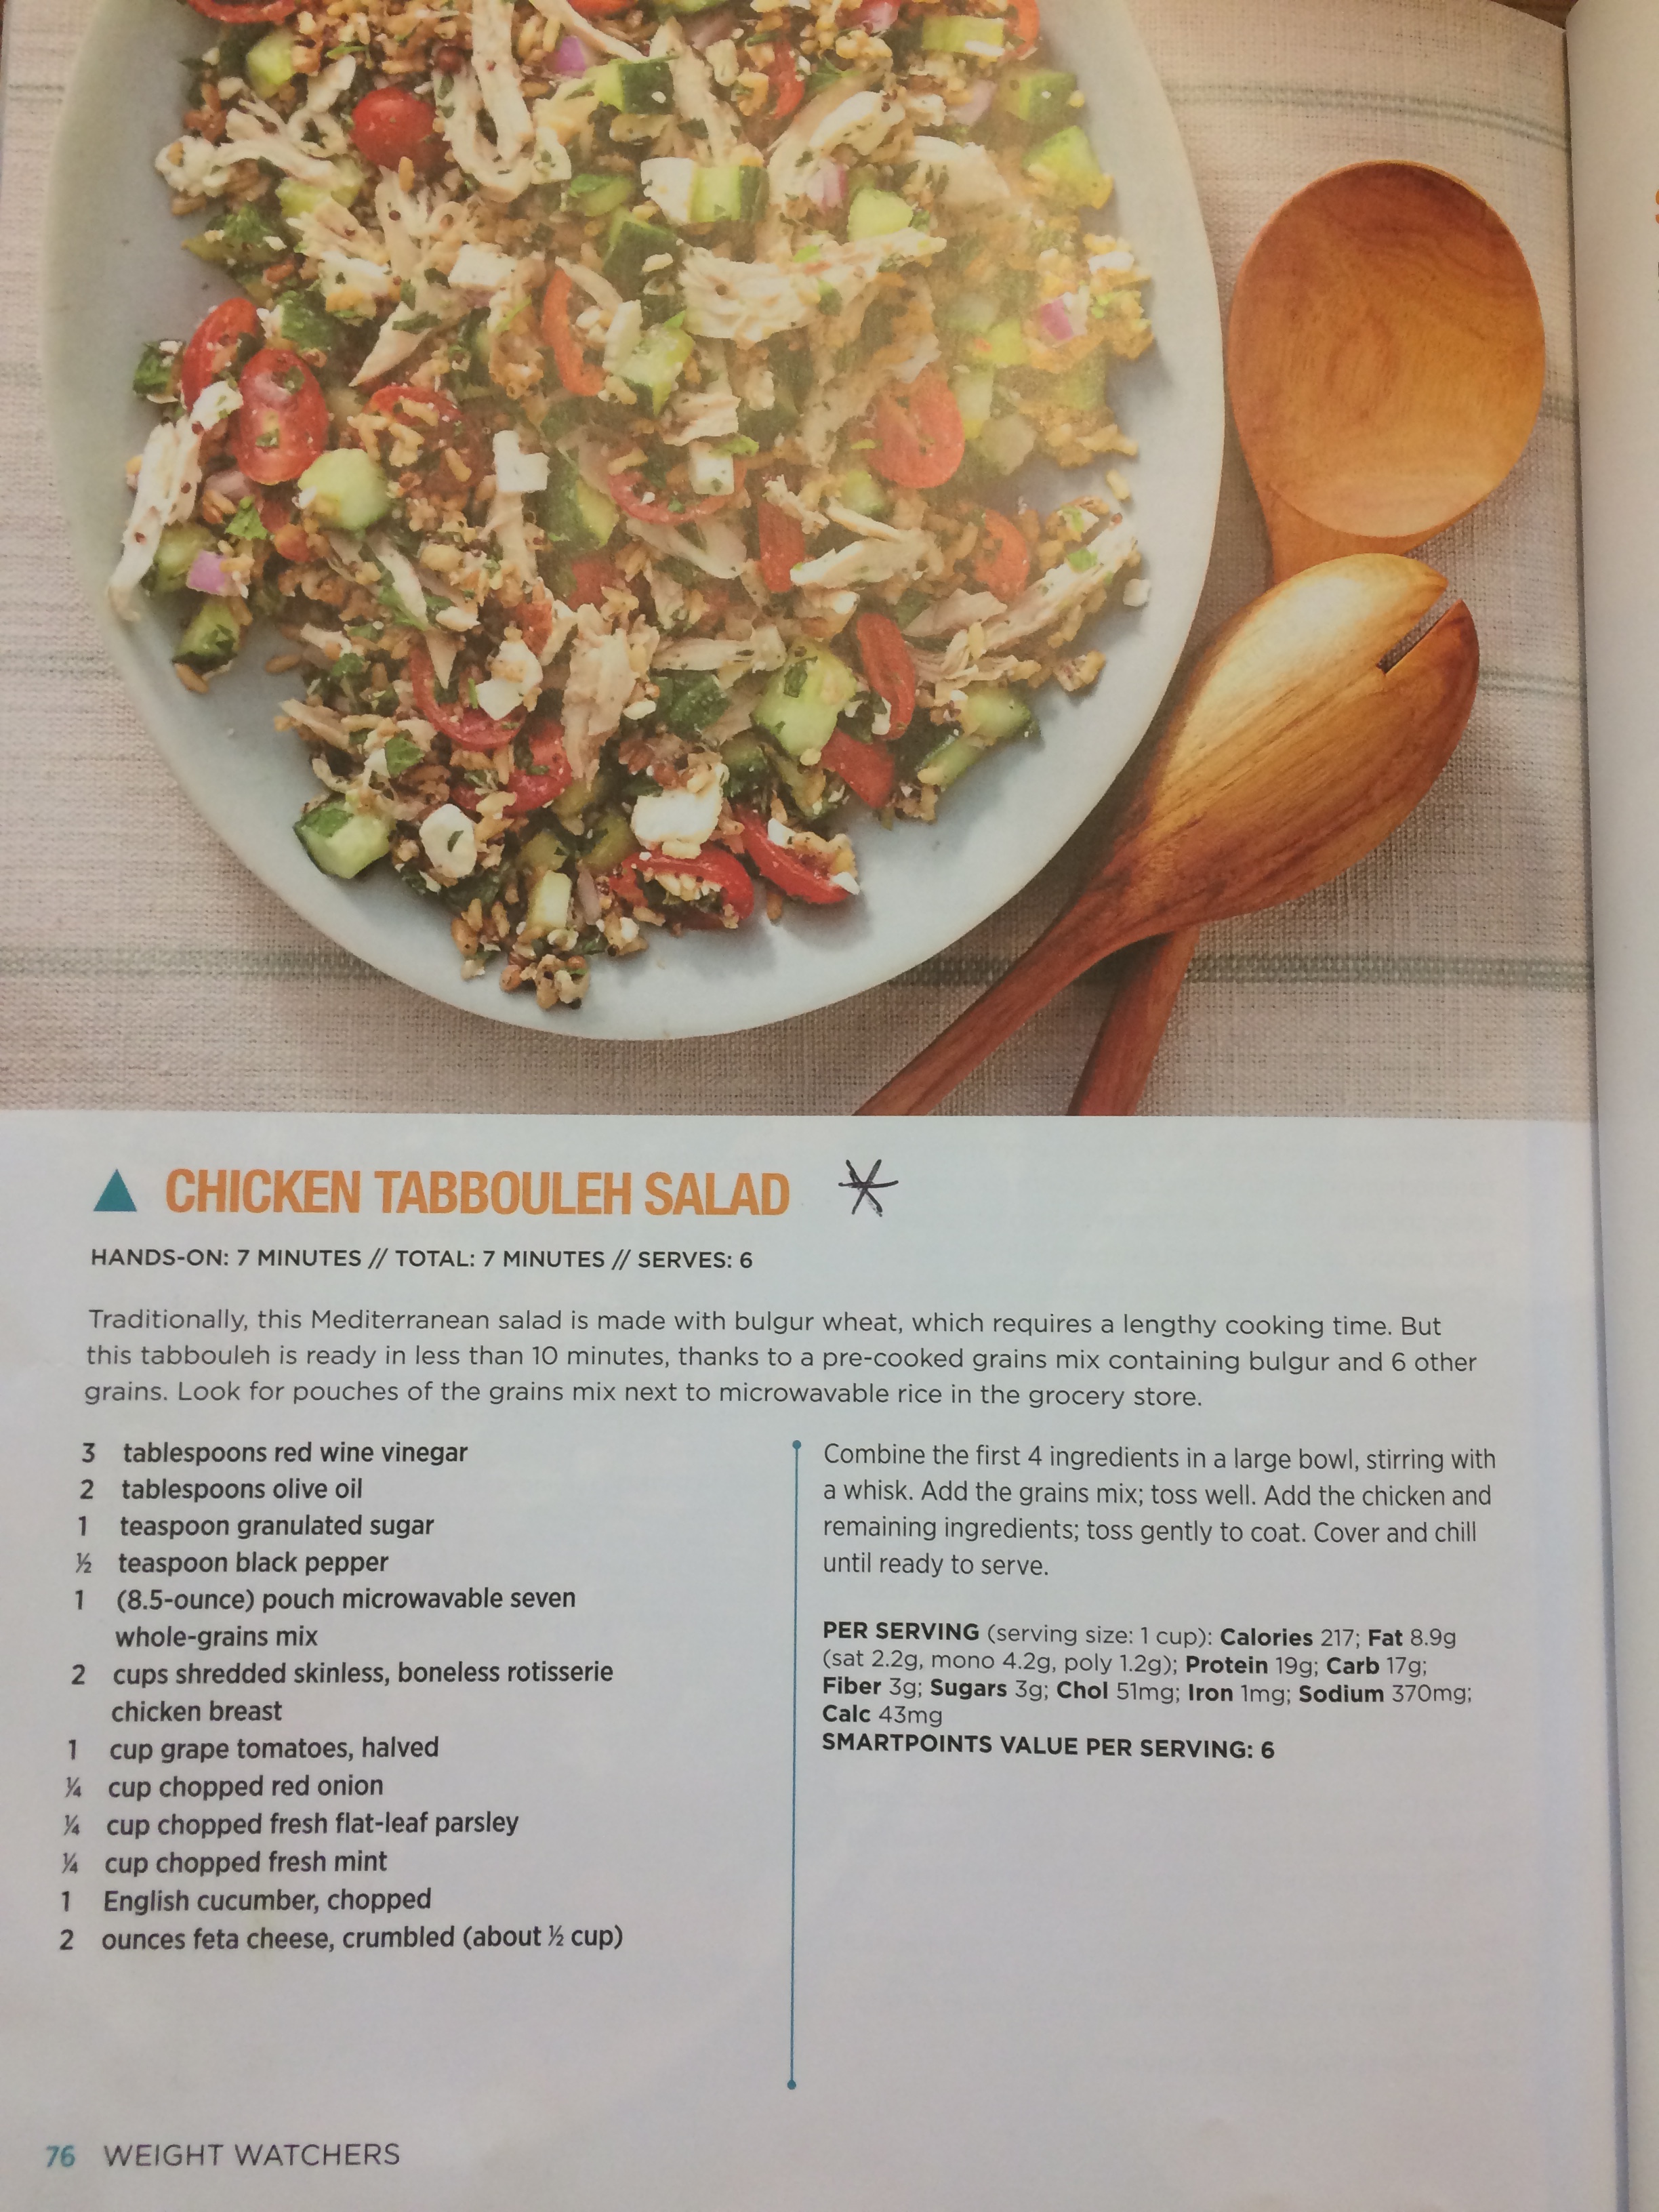 CHICKEN TABBOULEH SALAD
HANDS-ON: 7 MINUTES // TOTAL: 7 MINUTES // SERVES: 6
Traditionally, this Mediterranean salad is made with bulgur wheat, which requires a lengthy cooking time. But
this tabbouleh is ready in less than 10 minutes, thanks to a pre-cooked grains mix containing bulgur and 6 other
grains. Look for pouches of the grains mix next to microwavable rice in the grocery store.
3 tablespoons red wine vinegar
2 tablespoons olive oil
1 teaspoon granulated sugar
½ teaspoon black pepper
1 (8.5-ounce) pouch microwavable seven
whole-grains mix
2 cups shredded skinless, boneless rotisserie
chicken breast
1 cup grape tomatoes, halved
¼ cup chopped red onion
¼ cup chopped fresh flat-leaf parsley
¼ cup chopped fresh mint
1 English cucumber, chopped
2 ounces feta cheese, crumbled (about ½ cup)
Combine the first 4 ingredients in a large bowl, stirring with
a whisk. Add the grains mix; toss well. Add the chicken and
remaining ingredients; toss gently to coat. Cover and chill
until ready to serve.
PER SERVING (serving size: 1 cup): Calories 217; Fat 8.9g
(sat 2.2g, mono 4.2g, poly 1.2g); Protein 19g; Carb 17g;
Fiber 3g; Sugars 3g; Chol 51mg; Iron 1mg; Sodium 370mg;
Calc 43mg
SMARTPOINTS VALUE PER SERVING: 6
76 WEIGHT WATCHERS